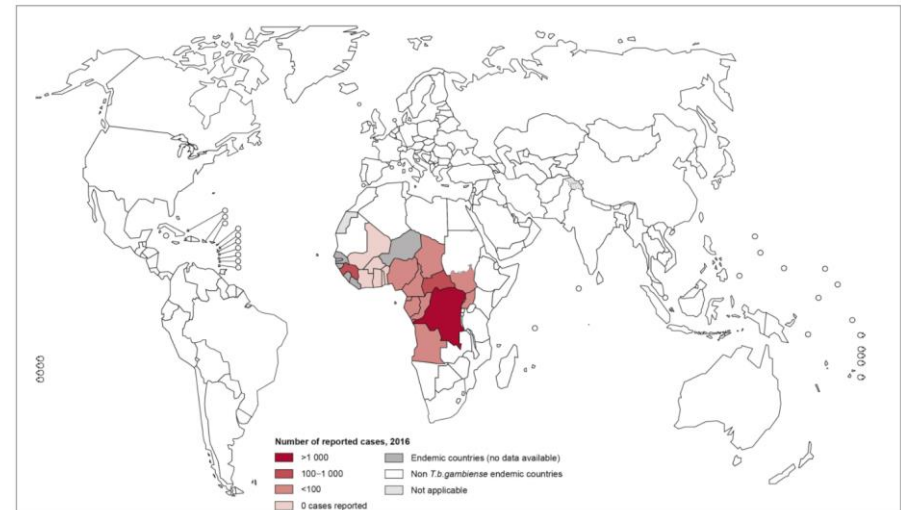 Number of reported cases, 2016
>1 000
100–1 000
<100
0 cases reported
Endemic countries (no data available)
Non T.b.gambiense endemic countries
Not applicable